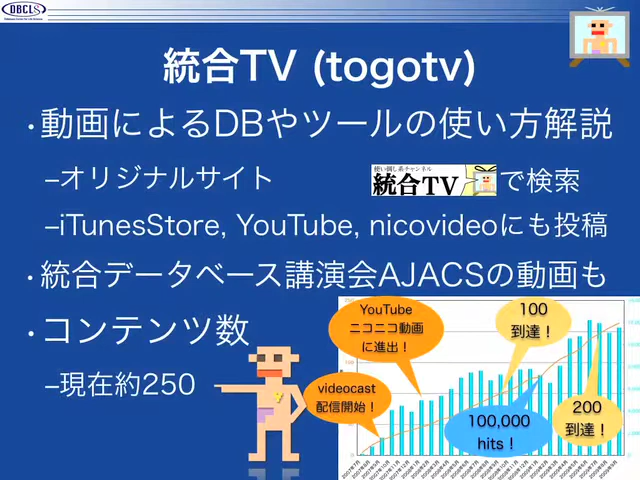 DBCLS
統合TV (togotv)
・動画によるDBやツールの使い方解説
–オリジナルサイト
使い倒し系チャンネル
統合TV
で検索
–iTunesStore, YouTube, nicovideoにも投稿
・統合データベース講演会AJACSの動画も
・コンテンツ数
–現在約250
YouTube
ニコニコ動画
に進出！
100
到達！
videocast
配信開始！
100,000
hits！
200
到達！